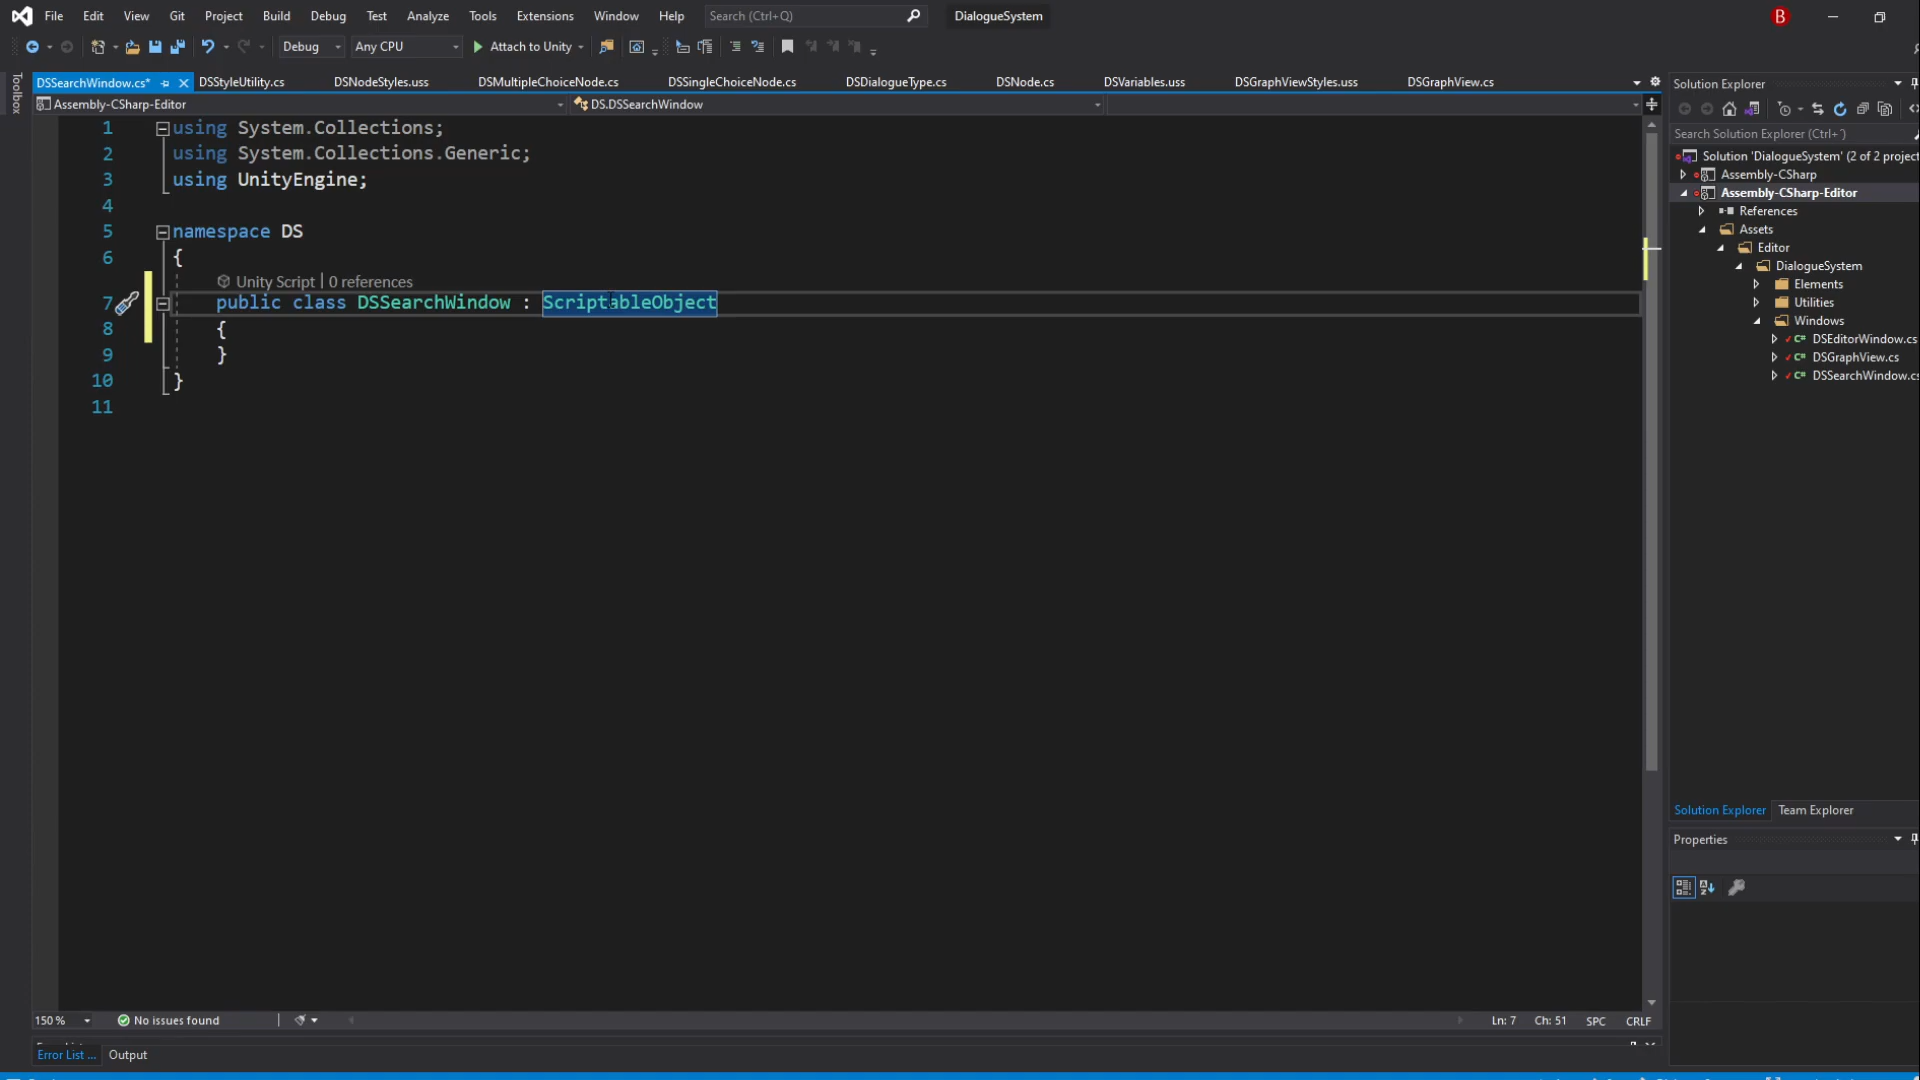 File Edit View Git Project Build Debug Test Analyze Tools Extensions Window Help Search (Ctrl+Q) DialogueSystem B
Debug Any CPU Attach to Unity
DSSearchWindow.cs* DSStyleUtility.cs DSNodeStyles.uss DSMultipleChoiceNode.cs DSSingleChoiceNode.cs DSDialogueType.cs DSNode.cs DSVariables.uss DSGraphViewStyles.uss DSGraphView.cs
Toolbox
Assembly-CSharp-Editor DS.DSSearchWindow
1 using System.Collections;
2 using System.Collections.Generic;
3 using UnityEngine;
4
5 namespace DS
6 {
Unity Script | 0 references
7 public class DSSearchWindow : ScriptableObject
8 {
9 }
10 }
11
Solution Explorer
Search Solution Explorer (Ctrl+
Solution 'DialogueSystem' (2 of 2 project
Assembly-CSharp
Assembly-CSharp-Editor
References
Assets
Editor
DialogueSystem
Elements
Utilities
Windows
DSEditorWindow.cs
DSGraphView.cs
DSSearchWindow.cs
Solution Explorer Team Explorer
Properties
150 % No issues found Ln: 7 Ch: 51 SPC CRLF
Error List ... Output